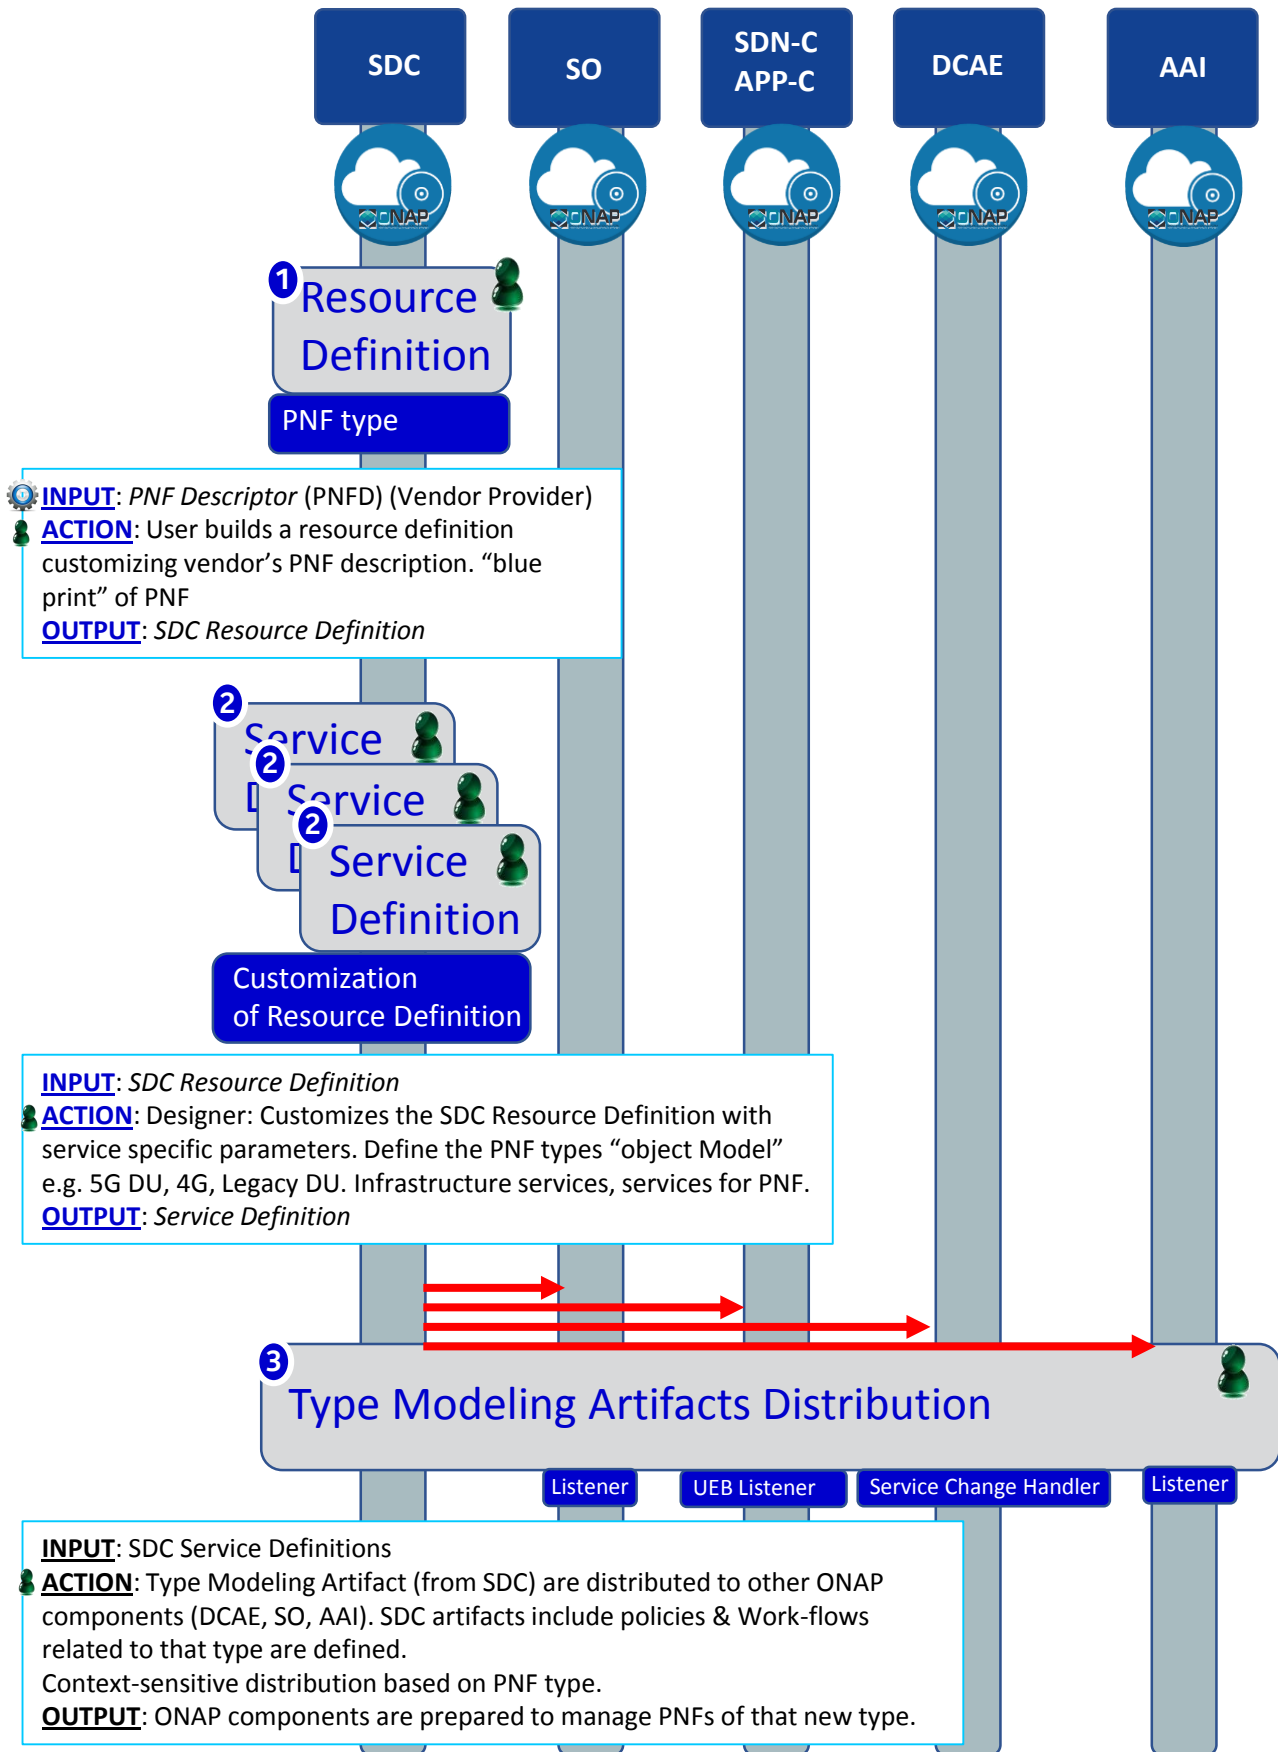 SDC
SO
SDN-C
APP-C
DCAE
AAI
ONAP
ONAP
ONAP
ONAP
ONAP
1
Resource
Definition
PNF type
INPUT: PNF Descriptor (PNFD) (Vendor Provider)
ACTION: User builds a resource definition
customizing vendor’s PNF description. “blue
print” of PNF
OUTPUT: SDC Resource Definition
2
Service
D
2
Service
D
2
Service
Definition
Customization
of Resource Definition
INPUT: SDC Resource Definition
ACTION: Designer: Customizes the SDC Resource Definition with
service specific parameters. Define the PNF types “object Model”
e.g. 5G DU, 4G, Legacy DU. Infrastructure services, services for PNF.
OUTPUT: Service Definition
3
Type Modeling Artifacts Distribution
Listener
UEB Listener
Service Change Handler
Listener
INPUT: SDC Service Definitions
ACTION: Type Modeling Artifact (from SDC) are distributed to other ONAP
components (DCAE, SO, AAI). SDC artifacts include policies & Work-flows
related to that type are defined.
Context-sensitive distribution based on PNF type.
OUTPUT: ONAP components are prepared to manage PNFs of that new type.